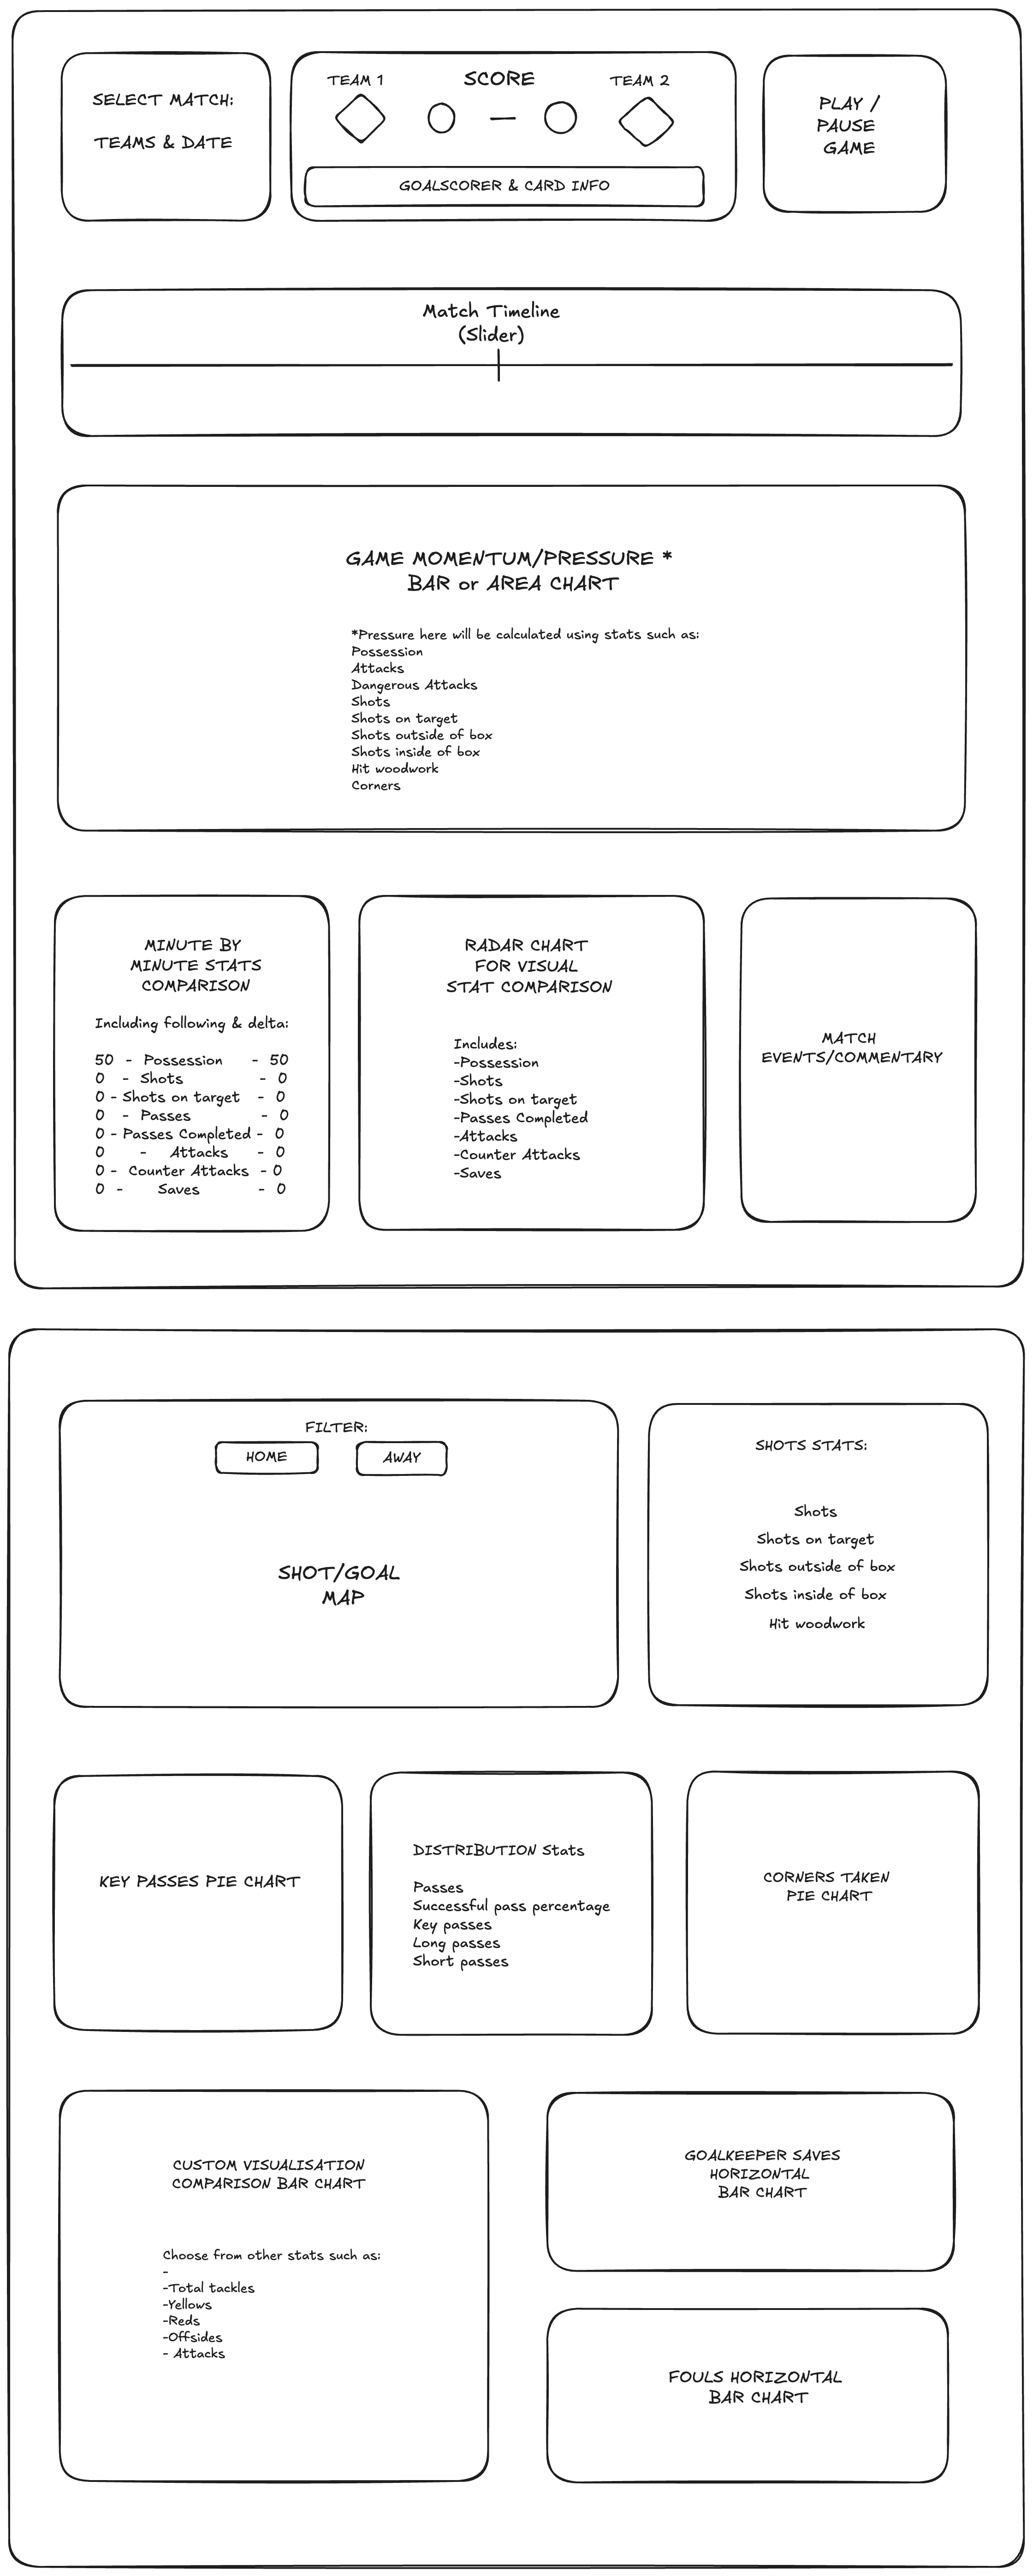 SELECT MATCH:
TEAMS & DATE
TEAM 1
SCORE
TEAM 2
GOALSCORER & CARD INFO
PLAY /
PAUSE
GAME
Match Timeline
(Slider)
GAME MOMENTUM/PRESSURE *
BAR or AREA CHART
*Pressure here will be calculated using stats such as:
Possession
Attacks
Dangerous Attacks
Shots
Shots on target
Shots outside of box
Shots inside of box
Hit woodwork
Corners
MINUTE BY
MINUTE STATS
COMPARISON
Including following & delta:
50 - Possession - 50
0 - Shots - 0
0 - Shots on target - 0
0 - Passes - 0
0 - Passes Completed - 0
0 - Attacks - 0
0 - Counter Attacks - 0
0 - Saves - 0
RADAR CHART
FOR VISUAL
STAT COMPARISON
Includes:
-Possession
-Shots
-Shots on target
-Passes Completed
-Attacks
-Counter Attacks
-Saves
MATCH
EVENTS/COMMENTARY
FILTER:
HOME
AWAY
SHOT/GOAL
MAP
SHOTS STATS:
Shots
Shots on target
Shots outside of box
Shots inside of box
Hit woodwork
KEY PASSES PIE CHART
DISTRIBUTION Stats
Passes
Successful pass percentage
Key passes
Long passes
Short passes
CORNERS TAKEN
PIE CHART
CUSTOM VISUALISATION
COMPARISON BAR CHART
Choose from other stats such as:
-
-Total tackles
-Yellows
-Reds
-Offsides
- Attacks
GOALKEEPER SAVES
HORIZONTAL
BAR CHART
FOULS HORIZONTAL
BAR CHART